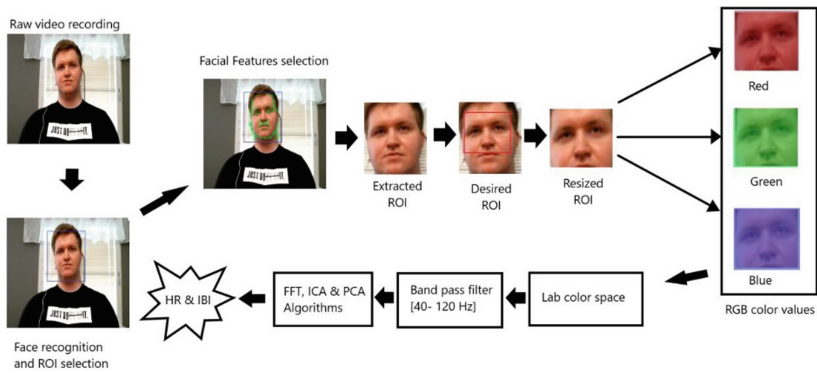 Raw video recording
Facial Features selection
Extracted
ROI
Desired
ROI
Resized
ROI
Red
Green
Blue
RGB color values
Lab color space
Band pass filter
[40- 120 Hz]
FFT, ICA & PCA
Algorithms
HR & IBI
Face recognition
and ROI selection